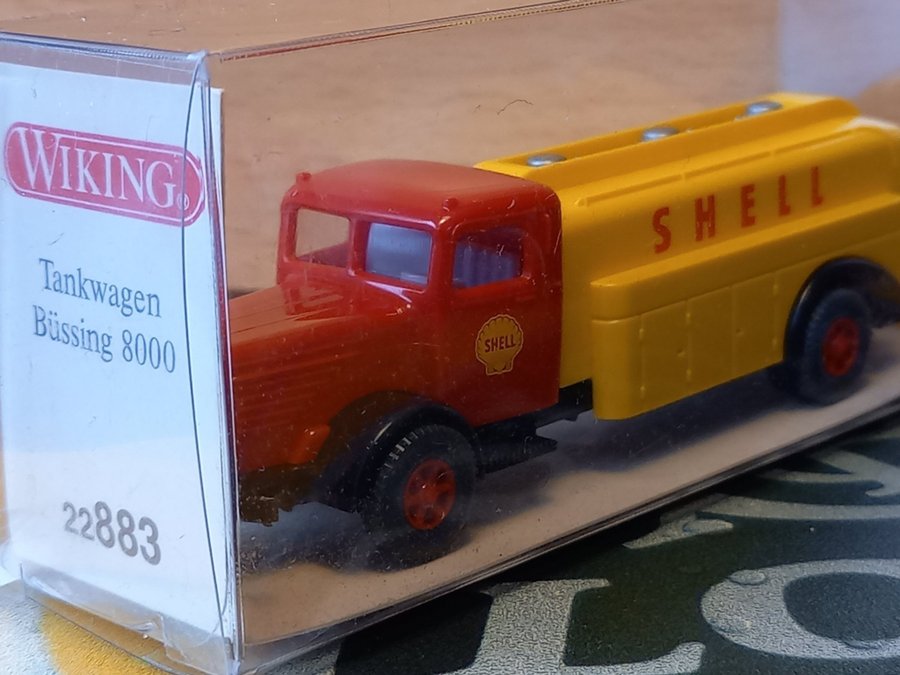 WIKING®
Tankwagen
Büssing 8000
22883
SHELL
SHELL